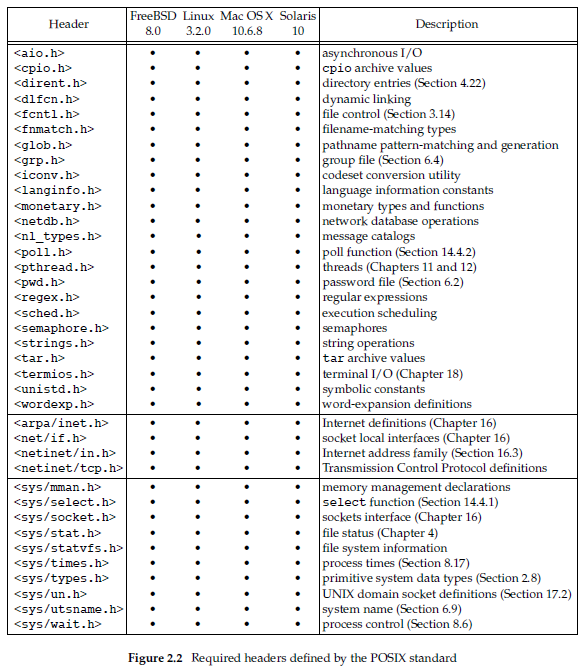 Header FreeBSD Linux Mac OS X Solaris Description
8.0 3.2.0 10.6.8 10
<aio.h> • • • • asynchronous I/O
<cpio.h> • • • • cpio archive values
<dirent.h> • • • • directory entries (Section 4.22)
<dlfcn.h> • • • • dynamic linking
<fcntl.h> • • • • file control (Section 3.14)
<fnmatch.h> • • • • filename-matching types
<glob.h> • • • • pathname pattern-matching and generation
<grp.h> • • • • group file (Section 6.4)
<iconv.h> • • • • codeset conversion utility
<langinfo.h> • • • • language information constants
<monetary.h> • • • • monetary types and functions
<netdb.h> • • • • network database operations
<nl_types.h> • • • • message catalogs
<poll.h> • • • • poll function (Section 14.4.2)
<pthread.h> • • • • threads (Chapters 11 and 12)
<pwd.h> • • • • password file (Section 6.2)
<regex.h> • • • • regular expressions
<sched.h> • • • • execution scheduling
<semaphore.h> • • • • semaphores
<strings.h> • • • • string operations
<tar.h> • • • • tar archive values
<termios.h> • • • • terminal I/O (Chapter 18)
<unistd.h> • • • • symbolic constants
<wordexp.h> • • • • word-expansion definitions
<arpa/inet.h> • • • • Internet definitions (Chapter 16)
<net/if.h> • • • • socket local interfaces (Chapter 16)
<netinet/in.h> • • • • Internet address family (Section 16.3)
<netinet/tcp.h> • • • • Transmission Control Protocol definitions
<sys/mman.h> • • • • memory management declarations
<sys/select.h> • • • • select function (Section 14.4.1)
<sys/socket.h> • • • • sockets interface (Chapter 16)
<sys/stat.h> • • • • file status (Chapter 4)
<sys/statvfs.h> • • • • file system information
<sys/times.h> • • • • process times (Section 8.17)
<sys/types.h> • • • • primitive system data types (Section 2.8)
<sys/un.h> • • • • UNIX domain socket definitions (Section 17.2)
<sys/utsname.h> • • • • system name (Section 6.9)
<sys/wait.h> • • • • process control (Section 8.6)
Figure 2.2 Required headers defined by the POSIX standard